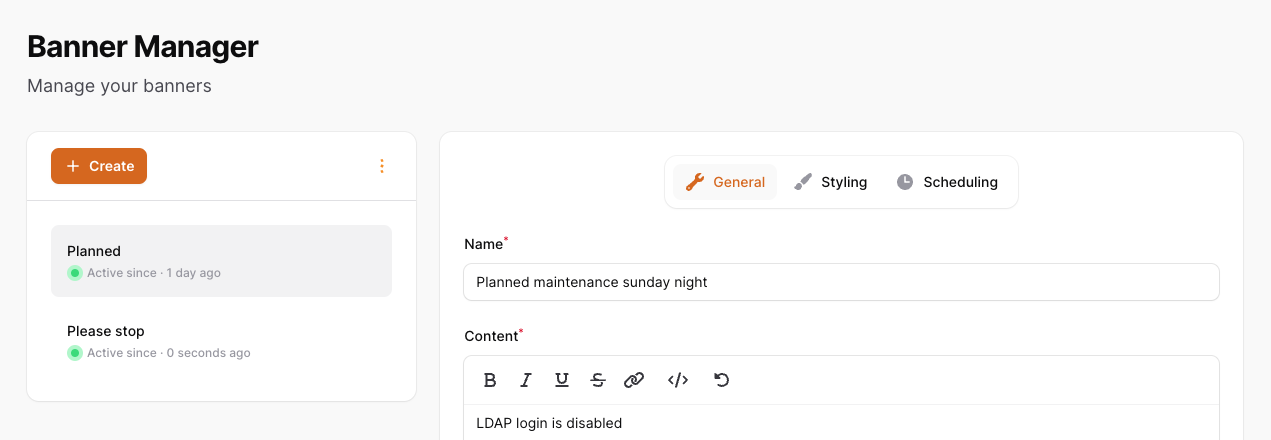 Banner Manager
Manage your banners
Create
Planned
Active since · 1 day ago
Please stop
Active since · 0 seconds ago
General
Styling
Scheduling
Name*
Planned maintenance sunday night
Content*
LDAP login is disabled